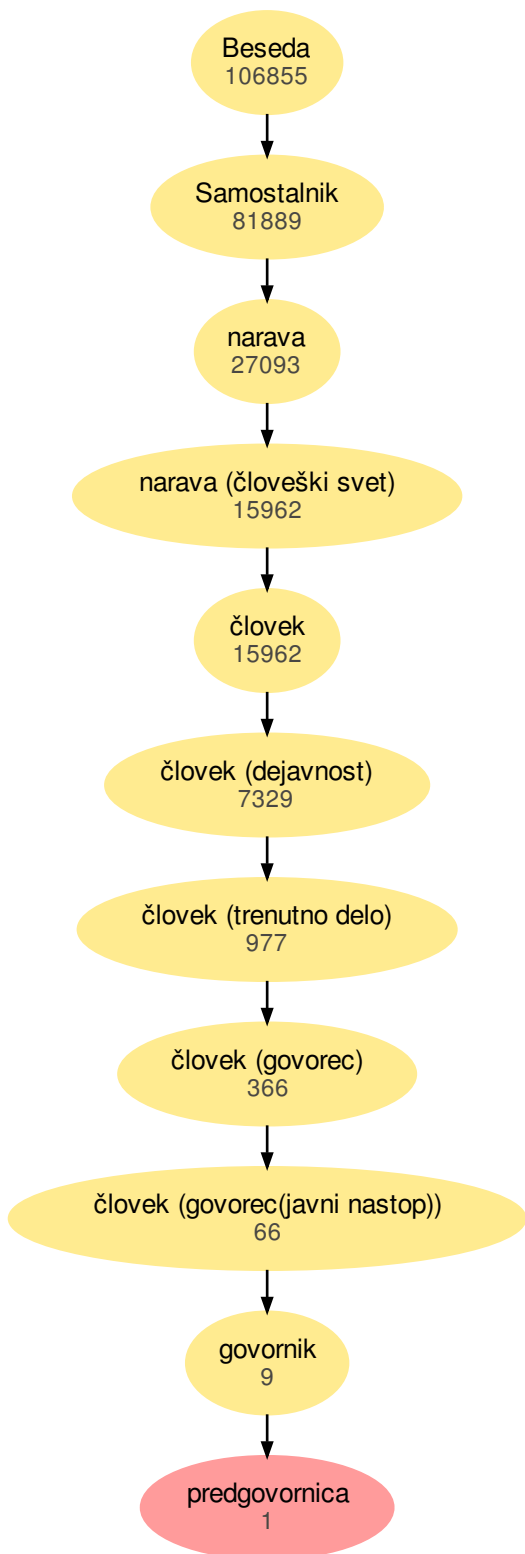 Beseda
106855
Samostalnik
81889
narava
27093
narava (človeški svet)
15962
človek
15962
človek (dejavnost)
7329
človek (trenutno delo)
977
človek (govorec)
366
človek (govorec(javni nastop))
66
govornik
9
predgovornica
1